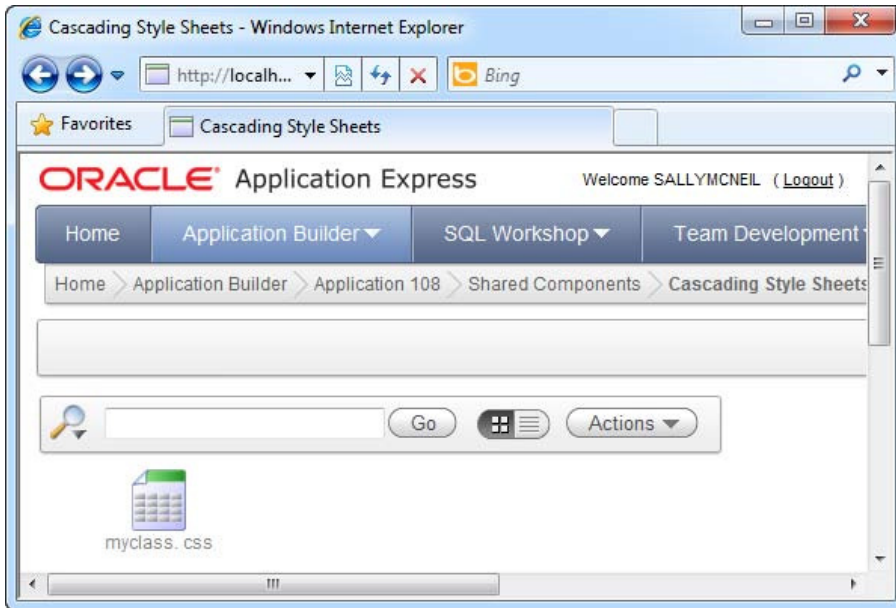 Cascading Style Sheets - Windows Internet Explorer
http://localh...
Bing
Favorites
Cascading Style Sheets
ORACLE Application Express
Welcome SALLYMCNEIL ( Logout )
Home
Application Builder
SQL Workshop
Team Development
Home
Application Builder
Application 108
Shared Components
Cascading Style Sheets
Go
Actions
myclass. css